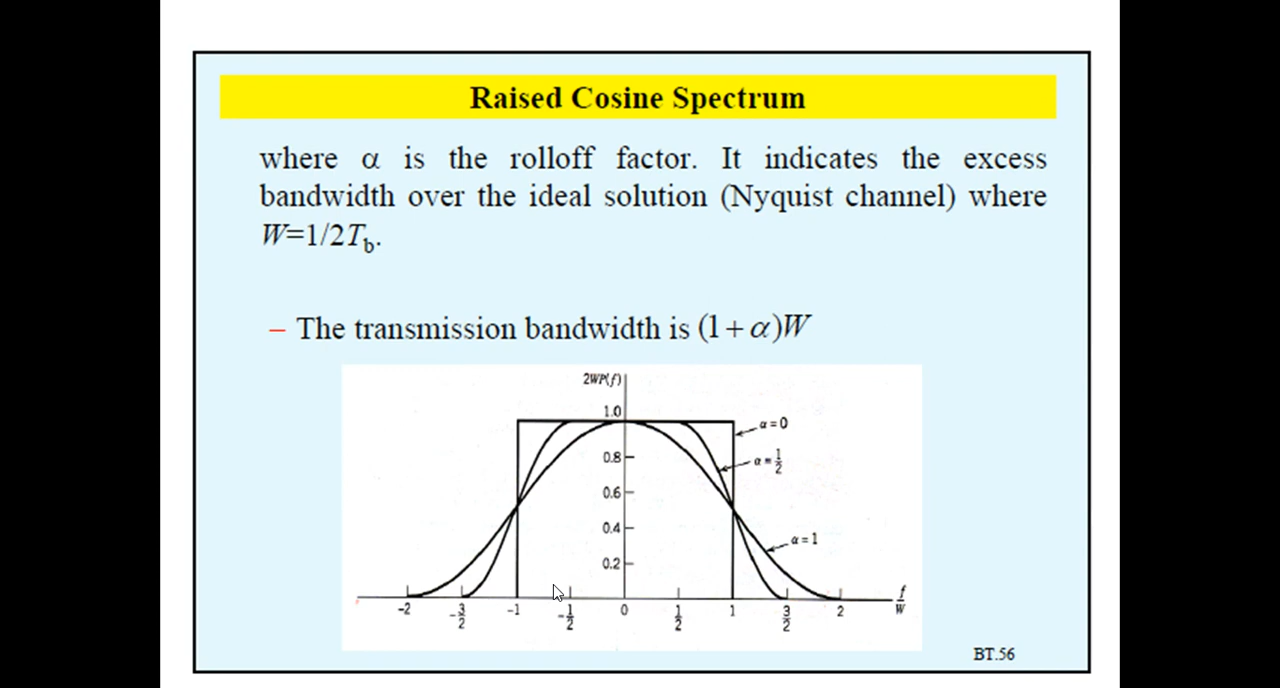 Raised Cosine Spectrum
where α is the rolloff factor. It indicates the excess
bandwidth over the ideal solution (Nyquist channel) where
W=1/2Tb.
– The transmission bandwidth is (1+α)W
2WP(f)
1.0
α=0
0.8
α=1/2
0.6
0.4
α=1
0.2
-2 -3/2 -1 -1/2 0 1/2 1 3/2 2 f/W
BT.56